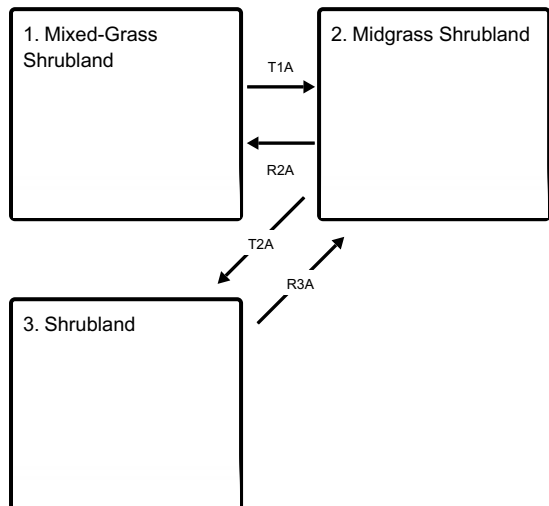 1. Mixed-Grass
Shrubland
2. Midgrass Shrubland
T1A
R2A
T2A
R3A
3. Shrubland